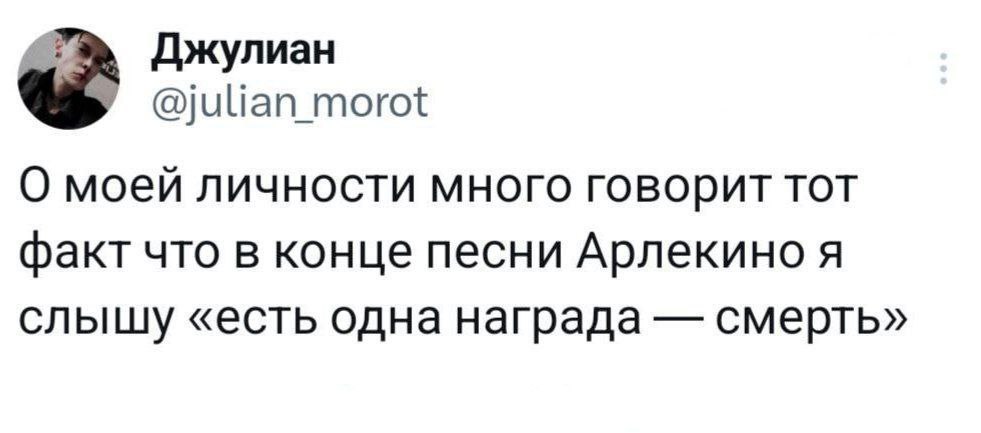 Джулиан
@julian_morot
О моей личности много говорит тот
факт что в конце песни Арлекино я
слышу «есть одна награда — смерть»